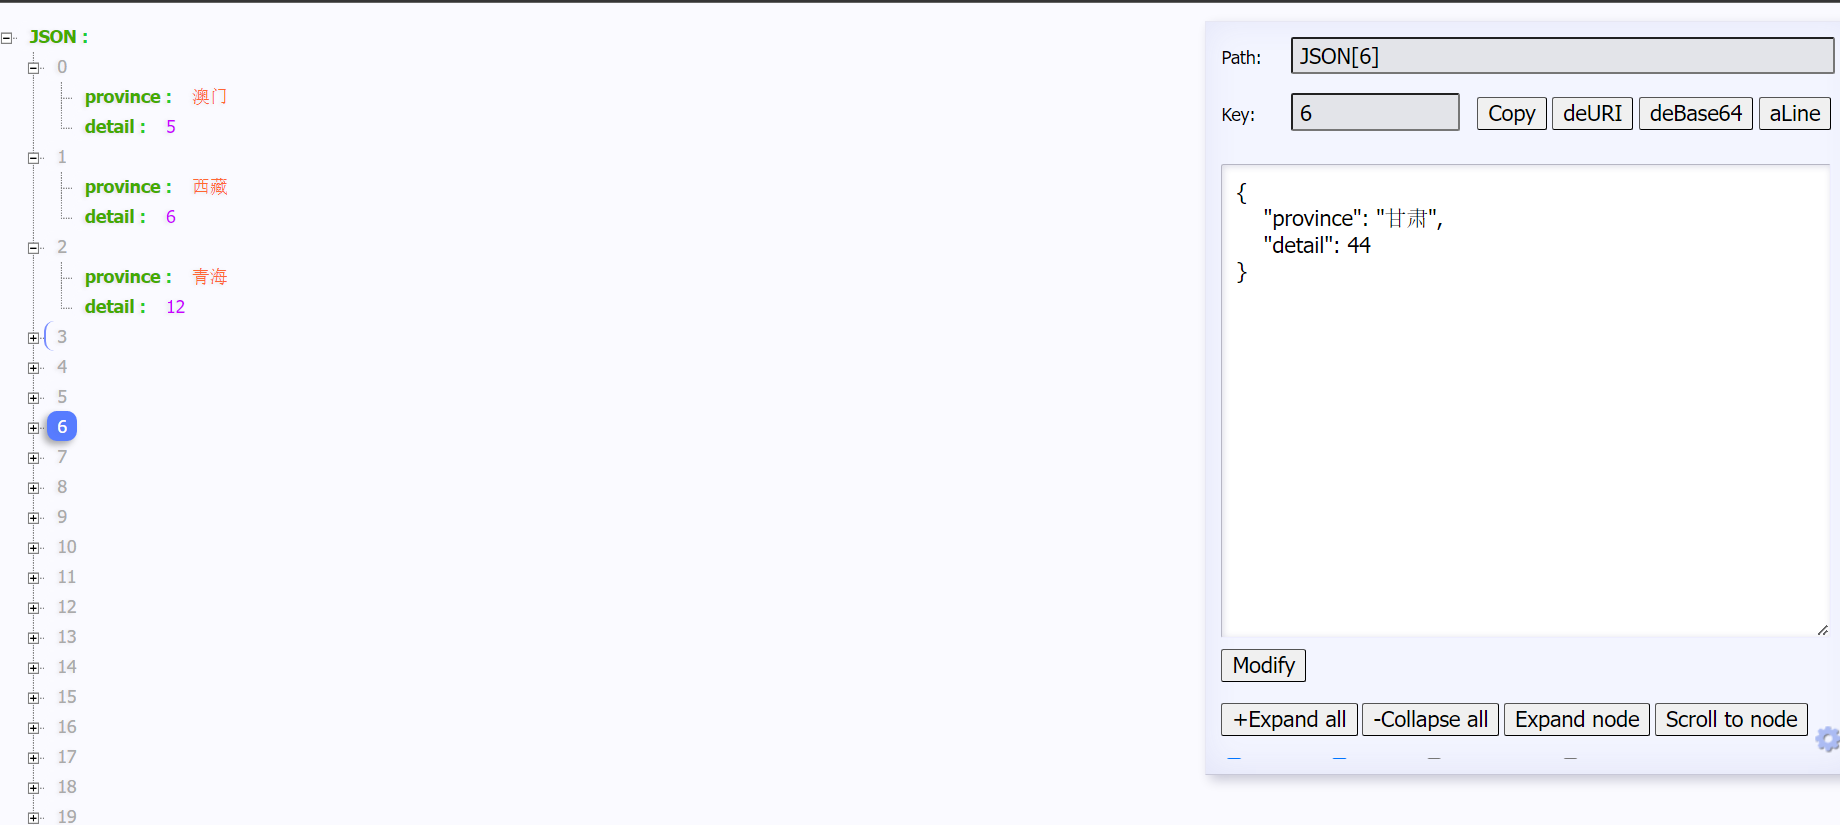 JSON :
0
province : 澳门
detail : 5
1
province : 西藏
detail : 6
2
province : 青海
detail : 12
3
4
5
6
7
8
9
10
11
12
13
14
15
16
17
18
19
Path: JSON[6]
Key: 6 Copy deURI deBase64 aLine
{
"province": "甘肃",
"detail": 44
}
Modify
+Expand all -Collapse all Expand node Scroll to node